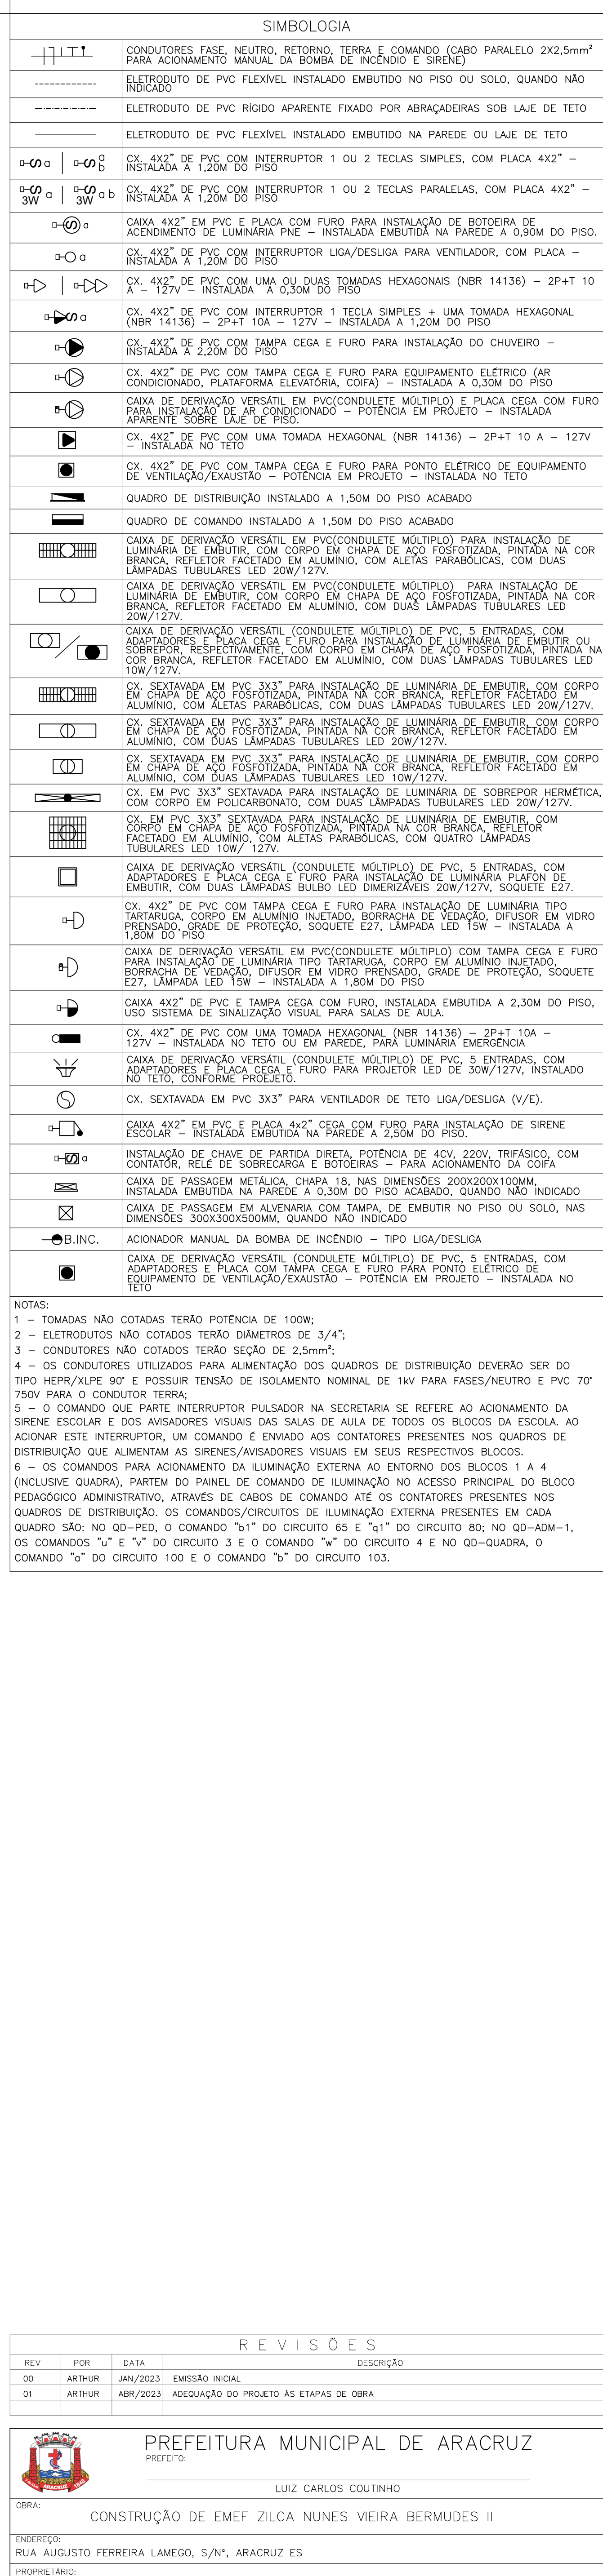 SIMBOLOGIA
CONDUTORES FASE, NEUTRO, RETORNO, TERRA E COMANDO (CABO PARALELO 2X2,5mm²
PARA ACIONAMENTO MANUAL DA BOMBA DE INCÊNDIO E SIRENE)
ELETRODUTO DE PVC FLEXÍVEL INSTALADO EMBUTIDO NO PISO OU SOLO, QUANDO NÃO
INDICADO
ELETRODUTO DE PVC RÍGIDO APARENTE FIXADO POR ABRAÇADEIRAS SOB LAJE DE TETO
ELETRODUTO DE PVC FLEXÍVEL INSTALADO EMBUTIDO NA PAREDE OU LAJE DE TETO
S a | S a b
CX. 4X2" DE PVC COM INTERRUPTOR 1 OU 2 TECLAS SIMPLES, COM PLACA 4X2" –
INSTALADA A 1,20M DO PISO
S 3W a | S 3W a b
CX. 4X2" DE PVC COM INTERRUPTOR 1 OU 2 TECLAS PARALELAS, COM PLACA 4X2" –
INSTALADA A 1,20M DO PISO
S a
CAIXA 4X2" EM PVC E PLACA COM FURO PARA INSTALAÇÃO DE BOTOEIRA DE
ACENDIMENTO DE LUMINÁRIA PNE – INSTALADA EMBUTIDA NA PAREDE A 0,90M DO PISO.
a
CX. 4X2" DE PVC COM INTERRUPTOR LIGA/DESLIGA PARA VENTILADOR, COM PLACA –
INSTALADA A 1,20M DO PISO
CX. 4X2" DE PVC COM UMA OU DUAS TOMADAS HEXAGONAIS (NBR 14136) – 2P+T 10
A – 127V – INSTALADA A 0,30M DO PISO
S a
CX. 4X2" DE PVC COM INTERRUPTOR 1 TECLA SIMPLES + UMA TOMADA HEXAGONAL
(NBR 14136) – 2P+T 10A – 127V – INSTALADA A 1,20M DO PISO
CX. 4X2" DE PVC COM TAMPA CEGA E FURO PARA INSTALAÇÃO DO CHUVEIRO –
INSTALADA A 2,20M DO PISO
CX. 4X2" DE PVC COM TAMPA CEGA E FURO PARA EQUIPAMENTO ELÉTRICO (AR
CONDICIONADO, PLATAFORMA ELEVATÓRIA, COIFA) – INSTALADA A 0,30M DO PISO
CAIXA DE DERIVAÇÃO VERSÁTIL EM PVC(CONDULETE MÚLTIPLO) E PLACA CEGA COM FURO
PARA INSTALAÇÃO DE AR CONDICIONADO – POTÊNCIA EM PROJETO – INSTALADA
APARENTE SOBRE LAJE DE PISO.
CX. 4X2" DE PVC COM UMA TOMADA HEXAGONAL (NBR 14136) – 2P+T 10 A – 127V
– INSTALADA NO TETO
CX. 4X2" DE PVC COM TAMPA CEGA E FURO PARA PONTO ELÉTRICO DE EQUIPAMENTO
DE VENTILAÇÃO/EXAUSTÃO – POTÊNCIA EM PROJETO – INSTALADA NO TETO
QUADRO DE DISTRIBUIÇÃO INSTALADO A 1,50M DO PISO ACABADO
QUADRO DE COMANDO INSTALADO A 1,50M DO PISO ACABADO
CAIXA DE DERIVAÇÃO VERSÁTIL EM PVC(CONDULETE MÚLTIPLO) PARA INSTALAÇÃO DE
LUMINÁRIA DE EMBUTIR, COM CORPO EM CHAPA DE AÇO FOSFOTIZADA, PINTADA NA COR
BRANCA, REFLETOR FACETADO EM ALUMÍNIO, COM ALETAS PARABÓLICAS, COM DUAS
LÂMPADAS TUBULARES LED 20W/127V.
CAIXA DE DERIVAÇÃO VERSÁTIL EM PVC(CONDULETE MÚLTIPLO) PARA INSTALAÇÃO DE
LUMINÁRIA DE EMBUTIR, COM CORPO EM CHAPA DE AÇO FOSFOTIZADA, PINTADA NA COR
BRANCA, REFLETOR FACETADO EM ALUMÍNIO, COM DUAS LÂMPADAS TUBULARES LED
20W/127V.
CAIXA DE DERIVAÇÃO VERSÁTIL (CONDULETE MÚLTIPLO) DE PVC, 5 ENTRADAS, COM
ADAPTADORES E PLACA CEGA E FURO PARA INSTALAÇÃO DE LUMINÁRIA DE EMBUTIR OU
SOBREPOR, RESPECTIVAMENTE, COM CORPO EM CHAPA DE AÇO FOSFOTIZADA, PINTADA NA
COR BRANCA, REFLETOR FACETADO EM ALUMÍNIO, COM DUAS LÂMPADAS TUBULARES LED
10W/127V.
CX. SEXTAVADA EM PVC 3X3" PARA INSTALAÇÃO DE LUMINÁRIA DE EMBUTIR, COM CORPO
EM CHAPA DE AÇO FOSFOTIZADA, PINTADA NA COR BRANCA, REFLETOR FACETADO EM
ALUMÍNIO, COM ALETAS PARABÓLICAS, COM DUAS LÂMPADAS TUBULARES LED 20W/127V.
CX. SEXTAVADA EM PVC 3X3" PARA INSTALAÇÃO DE LUMINÁRIA DE EMBUTIR, COM CORPO
EM CHAPA DE AÇO FOSFOTIZADA, PINTADA NA COR BRANCA, REFLETOR FACETADO EM
ALUMÍNIO, COM DUAS LÂMPADAS TUBULARES LED 20W/127V.
CX. SEXTAVADA EM PVC 3X3" PARA INSTALAÇÃO DE LUMINÁRIA DE EMBUTIR, COM CORPO
EM CHAPA DE AÇO FOSFOTIZADA, PINTADA NA COR BRANCA, REFLETOR FACETADO EM
ALUMÍNIO, COM DUAS LÂMPADAS TUBULARES LED 10W/127V.
CX. EM PVC 3X3" SEXTAVADA PARA INSTALAÇÃO DE LUMINÁRIA DE SOBREPOR HERMÉTICA,
COM CORPO EM POLICARBONATO, COM DUAS LÂMPADAS TUBULARES LED 20W/127V.
CX. EM PVC 3X3" SEXTAVADA PARA INSTALAÇÃO DE LUMINÁRIA DE EMBUTIR, COM
CORPO EM CHAPA DE AÇO FOSFOTIZADA, PINTADA NA COR BRANCA, REFLETOR
FACETADO EM ALUMÍNIO, COM ALETAS PARABÓLICAS, COM QUATRO LÂMPADAS
TUBULARES LED 10W/ 127V.
CAIXA DE DERIVAÇÃO VERSÁTIL (CONDULETE MÚLTIPLO) DE PVC, 5 ENTRADAS, COM
ADAPTADORES E PLACA CEGA E FURO PARA INSTALAÇÃO DE LUMINÁRIA PLAFON DE
EMBUTIR, COM DUAS LÂMPADAS BULBO LED DIMERIZÁVEIS 20W/127V, SOQUETE E27.
CX. 4X2" DE PVC COM TAMPA CEGA E FURO PARA INSTALAÇÃO DE LUMINÁRIA TIPO
TARTARUGA, CORPO EM ALUMÍNIO INJETADO, BORRACHA DE VEDAÇÃO, DIFUSOR EM VIDRO
PRENSADO, GRADE DE PROTEÇÃO, SOQUETE E27, LÂMPADA LED 15W – INSTALADA A
1,80M DO PISO
CAIXA DE DERIVAÇÃO VERSÁTIL EM PVC(CONDULETE MÚLTIPLO) COM TAMPA CEGA E FURO
PARA INSTALAÇÃO DE LUMINÁRIA TIPO TARTARUGA, CORPO EM ALUMÍNIO INJETADO,
BORRACHA DE VEDAÇÃO, DIFUSOR EM VIDRO PRENSADO, GRADE DE PROTEÇÃO, SOQUETE
E27, LÂMPADA LED 15W – INSTALADA A 1.80M DO PISO
CAIXA 4X2" DE PVC E TAMPA CEGA COM FURO, INSTALADA EMBUTIDA A 2,30M DO PISO,
USO SISTEMA DE SINALIZAÇÃO VISUAL PARA SALAS DE AULA.
CX. 4X2" DE PVC COM UMA TOMADA HEXAGONAL (NBR 14136) – 2P+T 10A –
127V – INSTALADA NO TETO OU EM PAREDE, PARA LUMINÁRIA EMERGÊNCIA
CAIXA DE DERIVAÇÃO VERSÁTIL (CONDULETE MÚLTIPLO) DE PVC, 5 ENTRADAS, COM
ADAPTADORES E PLACA CEGA E FURO PARA PROJETOR LED DE 30W/127V, INSTALADO
NO TETO, CONFORME PROEJETO.
CX. SEXTAVADA EM PVC 3X3" PARA VENTILADOR DE TETO LIGA/DESLIGA (V/E).
CAIXA 4X2" EM PVC E PLACA 4x2" CEGA COM FURO PARA INSTALAÇÃO DE SIRENE
ESCOLAR – INSTALADA EMBUTIDA NA PAREDE A 2,50M DO PISO.
S a
INSTALAÇÃO DE CHAVE DE PARTIDA DIRETA, POTÊNCIA DE 4CV, 220V, TRIFÁSICO, COM
CONTATOR, RELÉ DE SOBRECARGA E BOTOEIRAS – PARA ACIONAMENTO DA COIFA
CAIXA DE PASSAGEM METÁLICA, CHAPA 18, NAS DIMENSÕES 200X200X100MM,
INSTALADA EMBUTIDA NA PAREDE A 0,30M DO PISO ACABADO, QUANDO NÃO INDICADO
CAIXA DE PASSAGEM EM ALVENARIA COM TAMPA, DE EMBUTIR NO PISO OU SOLO, NAS
DIMENSÕES 300X300X500MM, QUANDO NÃO INDICADO
B.INC.
ACIONADOR MANUAL DA BOMBA DE INCÊNDIO – TIPO LIGA/DESLIGA
CAIXA DE DERIVAÇÃO VERSÁTIL (CONDULETE MÚLTIPLO) DE PVC, 5 ENTRADAS, COM
ADAPTADORES E PLACA COM TAMPA CEGA E FURO PARA PONTO ELÉTRICO DE
EQUIPAMENTO DE VENTILAÇÃO/EXAUSTÃO – POTÊNCIA EM PROJETO – INSTALADA NO
TETO
NOTAS:
1 – TOMADAS NÃO COTADAS TERÃO POTÊNCIA DE 100W;
2 – ELETRODUTOS NÃO COTADOS TERÃO DIÂMETROS DE 3/4";
3 – CONDUTORES NÃO COTADOS TERÃO SEÇÃO DE 2,5mm²;
4 – OS CONDUTORES UTILIZADOS PARA ALIMENTAÇÃO DOS QUADROS DE DISTRIBUIÇÃO DEVERÃO SER DO
TIPO HEPR/XLPE 90° E POSSUIR TENSÃO DE ISOLAMENTO NOMINAL DE 1kV PARA FASES/NEUTRO E PVC 70°
750V PARA O CONDUTOR TERRA;
5 – O COMANDO QUE PARTE INTERRUPTOR PULSADOR NA SECRETARIA SE REFERE AO ACIONAMENTO DA
SIRENE ESCOLAR E DOS AVISADORES VISUAIS DAS SALAS DE AULA DE TODOS OS BLOCOS DA ESCOLA. AO
ACIONAR ESTE INTERRUPTOR, UM COMANDO É ENVIADO AOS CONTATORES PRESENTES NOS QUADROS DE
DISTRIBUIÇÃO QUE ALIMENTAM AS SIRENES/AVISADORES VISUAIS EM SEUS RESPECTIVOS BLOCOS.
6 – OS COMANDOS PARA ACIONAMENTO DA ILUMINAÇÃO EXTERNA AO ENTORNO DOS BLOCOS 1 A 4
(INCLUSIVE QUADRA), PARTEM DO PAINEL DE COMANDO DE ILUMINAÇÃO NO ACESSO PRINCIPAL DO BLOCO
PEDAGÓGICO ADMINISTRATIVO, ATRAVÉS DE CABOS DE COMANDO ATÉ OS CONTATORES PRESENTES NOS
QUADROS DE DISTRIBUIÇÃO. OS COMANDOS/CIRCUITOS DE ILUMINAÇÃO EXTERNA PRESENTES EM CADA
QUADRO SÃO: NO QD–PED, O COMANDO "b1" DO CIRCUITO 65 E "q1" DO CIRCUITO 80; NO QD–ADM–1,
OS COMANDOS "u" E "v" DO CIRCUITO 3 E O COMANDO "w" DO CIRCUITO 4 E NO QD–QUADRA, O
COMANDO "a" DO CIRCUITO 100 E O COMANDO "b" DO CIRCUITO 103.
REVISÕES
REV POR DATA DESCRIÇÃO
00 ARTHUR JAN/2023 EMISSÃO INICIAL
01 ARTHUR ABR/2023 ADEQUAÇÃO DO PROJETO ÀS ETAPAS DE OBRA
ARACRUZ
PREFEITURA MUNICIPAL DE ARACRUZ
PREFEITO:
LUIZ CARLOS COUTINHO
OBRA:
CONSTRUÇÃO DE EMEF ZILCA NUNES VIEIRA BERMUDES II
ENDEREÇO:
RUA AUGUSTO FERREIRA LAMEGO, S/N°, ARACRUZ ES
PROPRIETÁRIO: